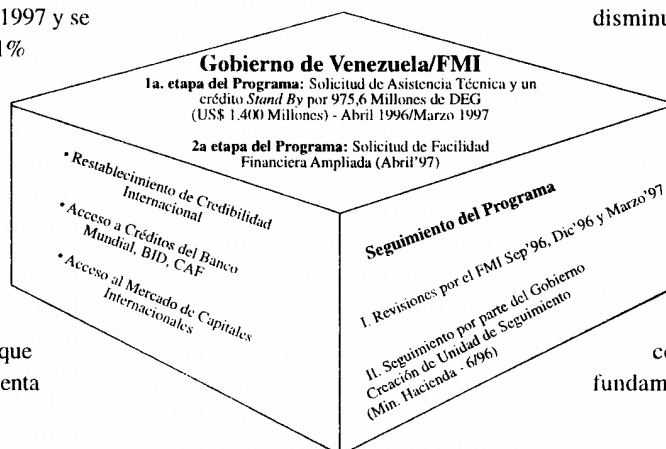 1997 y se
disminu
1%
Gobierno de Venezuela/FMI
1a. etapa del Programa: Solicitud de Asistencia Técnica y un
crédito Stand By por 975,6 Millones de DEG
(US$ 1.400 Millones) - Abril 1996/Marzo 1997
2a etapa del Programa: Solicitud de Facilidad
Financiera Ampliada (Abril'97)
• Restablecimiento de Credibilidad
Internacional
• Acceso a Créditos del Banco
Mundial, BID, CAF
• Acceso al Mercado de Capitales
Internacionales
Seguimiento del Programa
I. Revisiones por el FMI Sep'96, Dic'96 y Marzo'97
II. Seguimiento por parte del Gobierno
Creación de Unidad de Seguimiento
(Min. Hacienda - 6/96)
que
enta
co
fundam